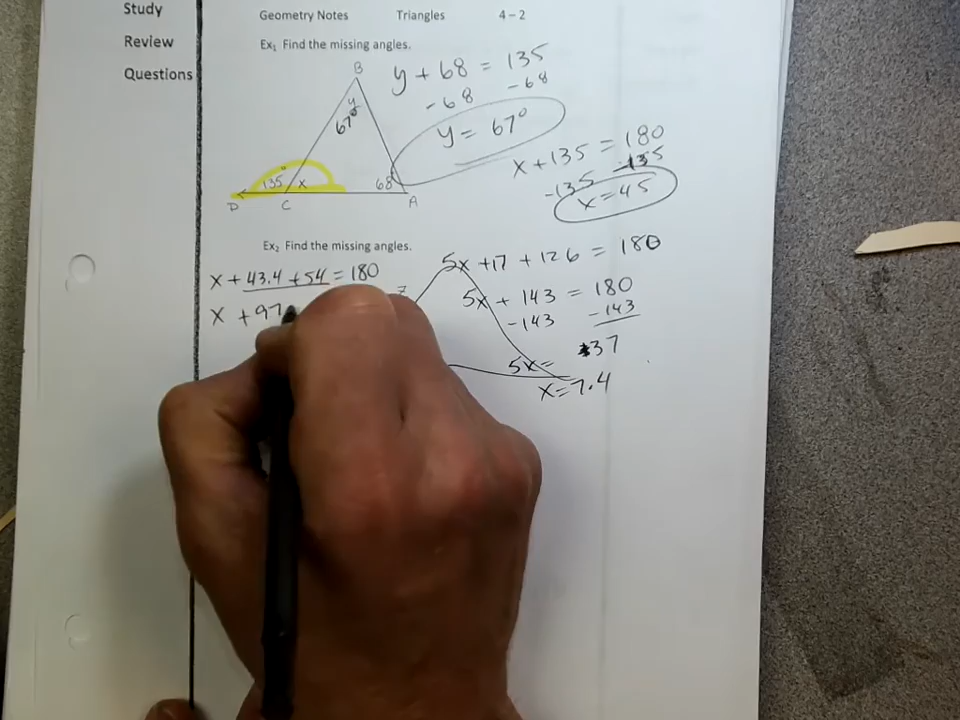 Study
Review
Questions
Geometry Notes Triangles 4 – 2
Ex1 Find the missing angles.
B
y
67°
135°
x
68
D
C
A
y + 68 = 135
-68 -68
y = 67°
x + 135 = 180
-135 -135
x = 45
Ex2 Find the missing angles.
x + 43.4 + 54 = 180
x + 97
5x + 17 + 126 = 180
5x + 143 = 180
-143 -143
5x = 37
x = 7.4